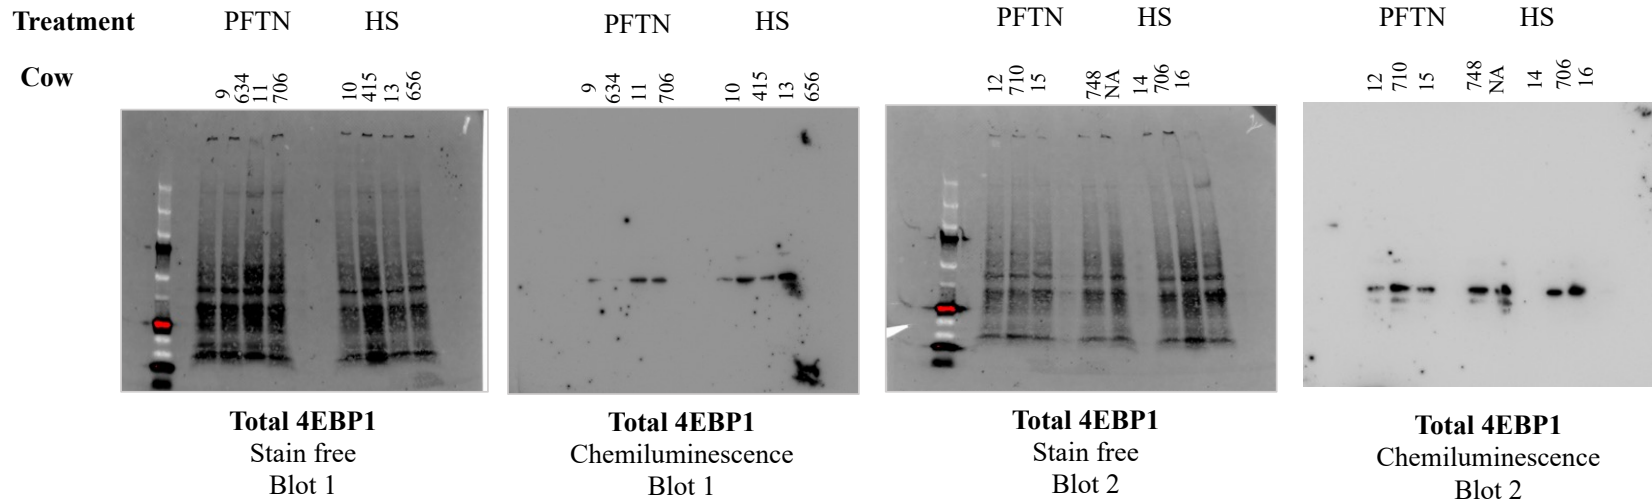 Treatment PFTN HS PFTN HS PFTN HS PFTN HS
Cow 9 634 11 706 10 415 13 656 9 634 11 706 10 415 13 656 12 710 15 748 NA 14 706 16 12 710 15 748 NA 14 706 16
Total 4EBP1 Total 4EBP1 Total 4EBP1 Total 4EBP1
Stain free Chemiluminescence Stain free Chemiluminescence
Blot 1 Blot 1 Blot 2 Blot 2